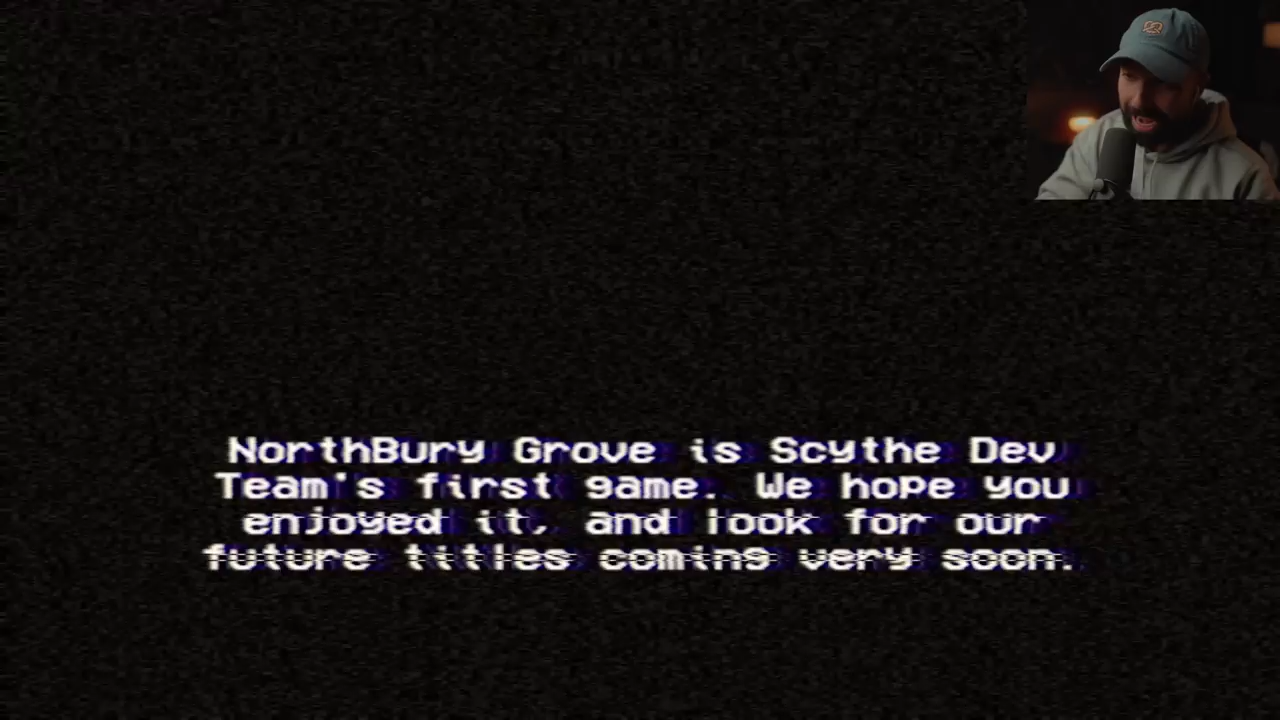 NorthBury Grove is Scythe Dev
Team's first game. We hope you
enjoyed it, and look for our
future titles coming very soon.